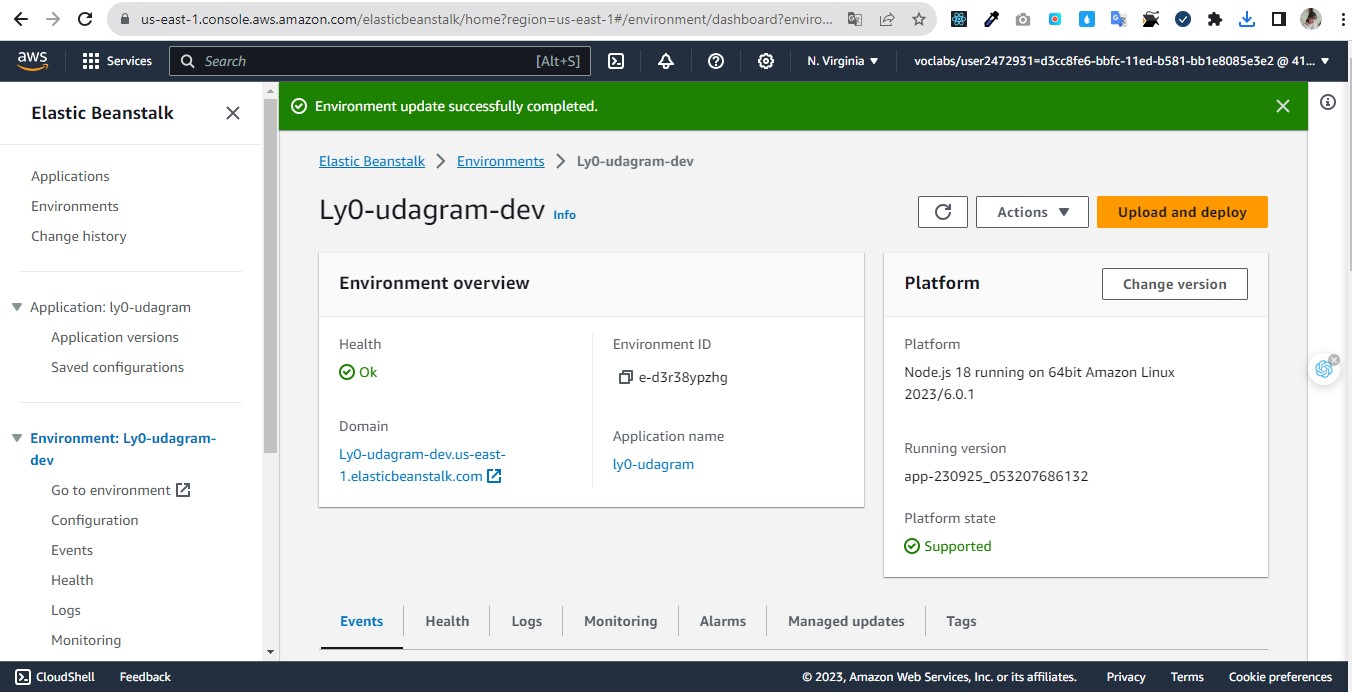 us-east-1.console.aws.amazon.com/elasticbeanstalk/home?region=us-east-1#/environment/dashboard?enviro...
aws
Services
Search
[Alt+S]
N. Virginia
voclabs/user2472931=d3cc8fe6-bbfc-11ed-b581-bb1e8085e3e2 @ 41...
Elastic Beanstalk
Applications
Environments
Change history
Application: ly0-udagram
Application versions
Saved configurations
Environment: Ly0-udagram-
dev
Go to environment
Configuration
Events
Health
Logs
Monitoring
Environment update successfully completed.
Elastic Beanstalk
Environments
Ly0-udagram-dev
Ly0-udagram-dev
Info
Actions
Upload and deploy
Environment overview
Health
Ok
Domain
Ly0-udagram-dev.us-east-
1.elasticbeanstalk.com
Environment ID
e-d3r38ypzhg
Application name
ly0-udagram
Platform
Change version
Platform
Node.js 18 running on 64bit Amazon Linux
2023/6.0.1
Running version
app-230925_053207686132
Platform state
Supported
Events
Health
Logs
Monitoring
Alarms
Managed updates
Tags
CloudShell
Feedback
© 2023, Amazon Web Services, Inc. or its affiliates.
Privacy
Terms
Cookie preferences